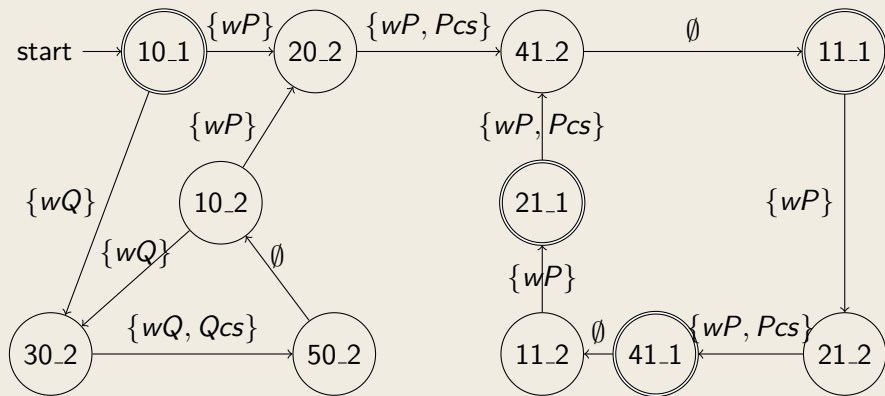 start 10_1 {wP} 20_2 {wP, Pcs} 41_2 ∅ 11_1
{wP} {wP, Pcs}
{wQ} 10_2 21_1 {wP}
{wQ} ∅ {wP}
30_2 {wQ, Qcs} 50_2 11_2 ∅ 41_1 {wP, Pcs} 21_2